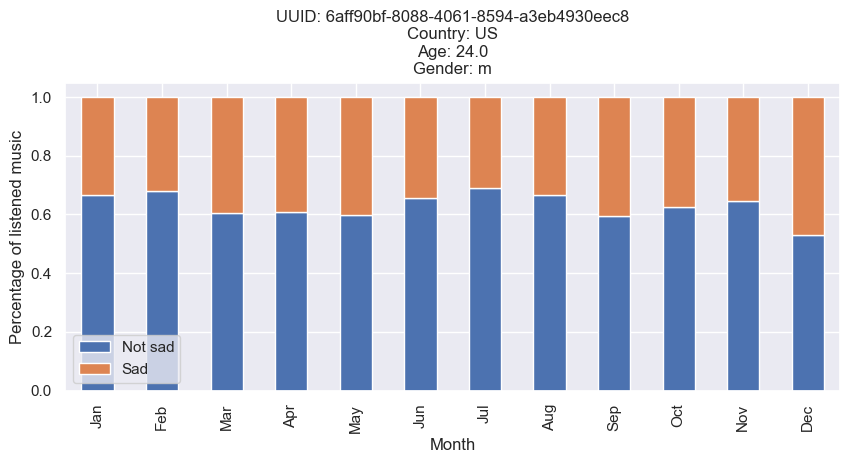 UUID: 6aff90bf-8088-4061-8594-a3eb4930eec8
Country: US
Age: 24.0
Gender: m
Percentage of listened music
1.0
0.8
0.6
0.4
0.2
0.0
Not sad
Sad
Jan Feb Mar Apr May Jun Jul Aug Sep Oct Nov Dec
Month